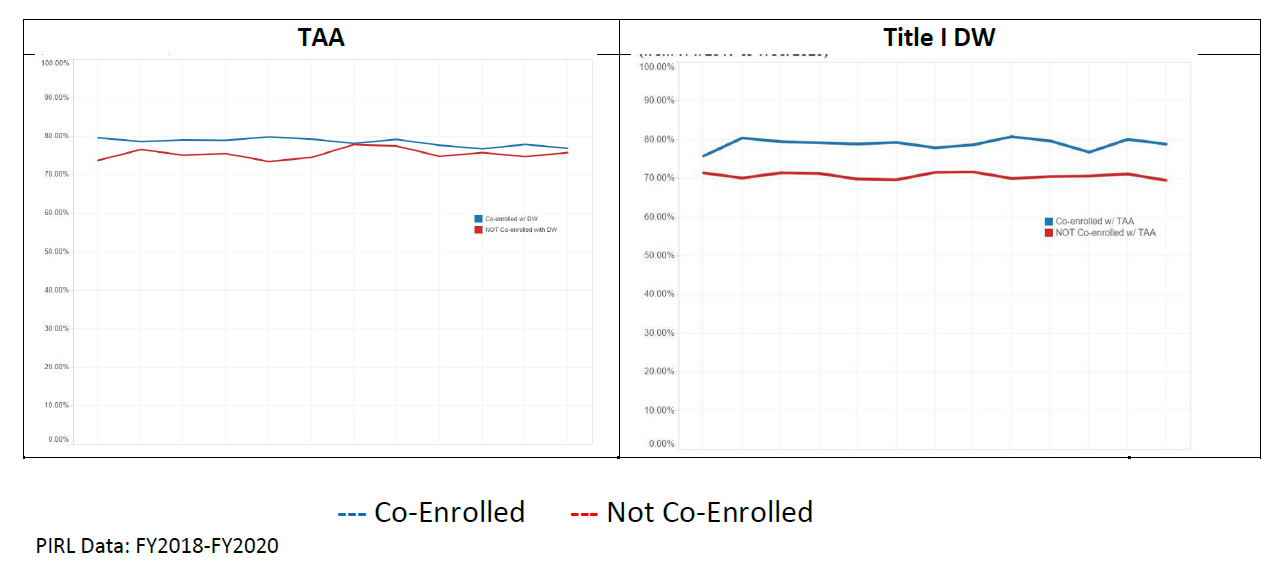 TAA
Title I DW
100.00%
90.00%
80.00%
70.00%
60.00%
50.00%
40.00%
30.00%
20.00%
10.00%
0.00%
Co-enrolled w/ DW
NOT Co-enrolled with DW
100.00%
90.00%
80.00%
70.00%
60.00%
50.00%
40.00%
30.00%
20.00%
10.00%
0.00%
Co-enrolled w/ TAA
NOT Co-enrolled w/ TAA
Co-Enrolled
Not Co-Enrolled
PIRL Data: FY2018-FY2020